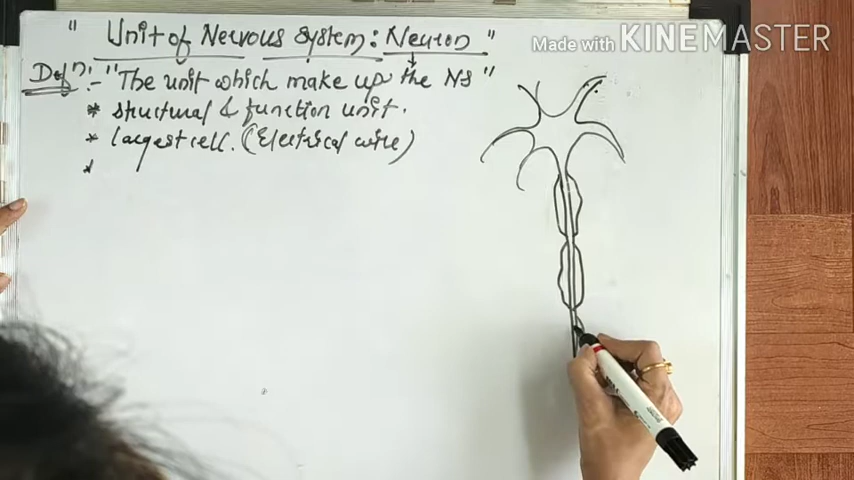 " Unit of Nervous system : Neuron "
Defn :- "The unit which make up the NS "
* structural & function unit.
* largest cell. (Electrical wire)
*
Made with KINEMASTER